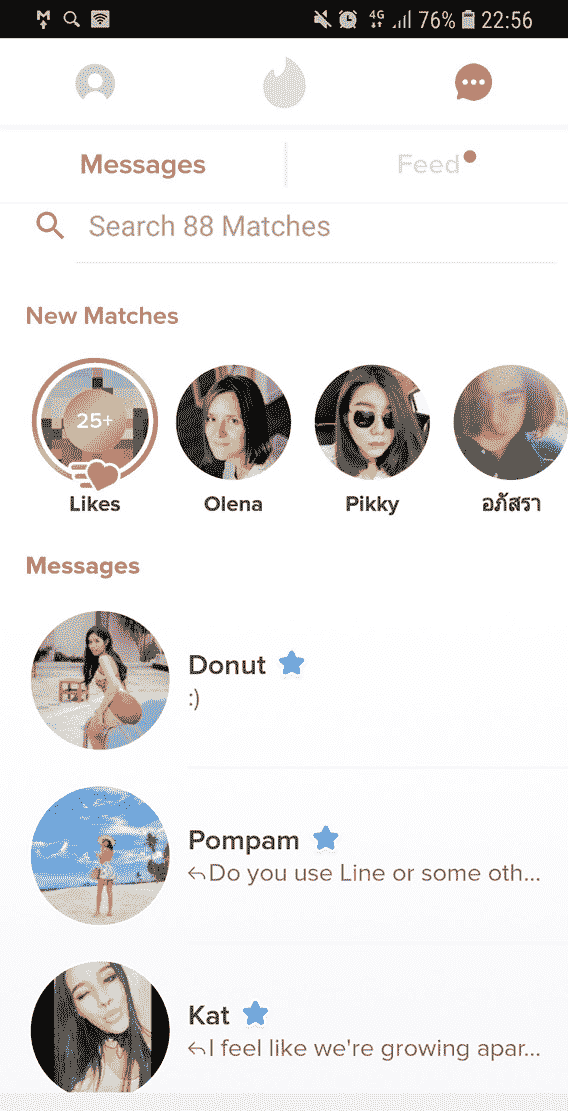 4G 76% 22:56
Messages Feed
Search 88 Matches
New Matches
25+
Likes Olena Pikky อภัสรา
Messages
Donut
:)
Pompam
Do you use Line or some oth...
Kat
I feel like we're growing apar...